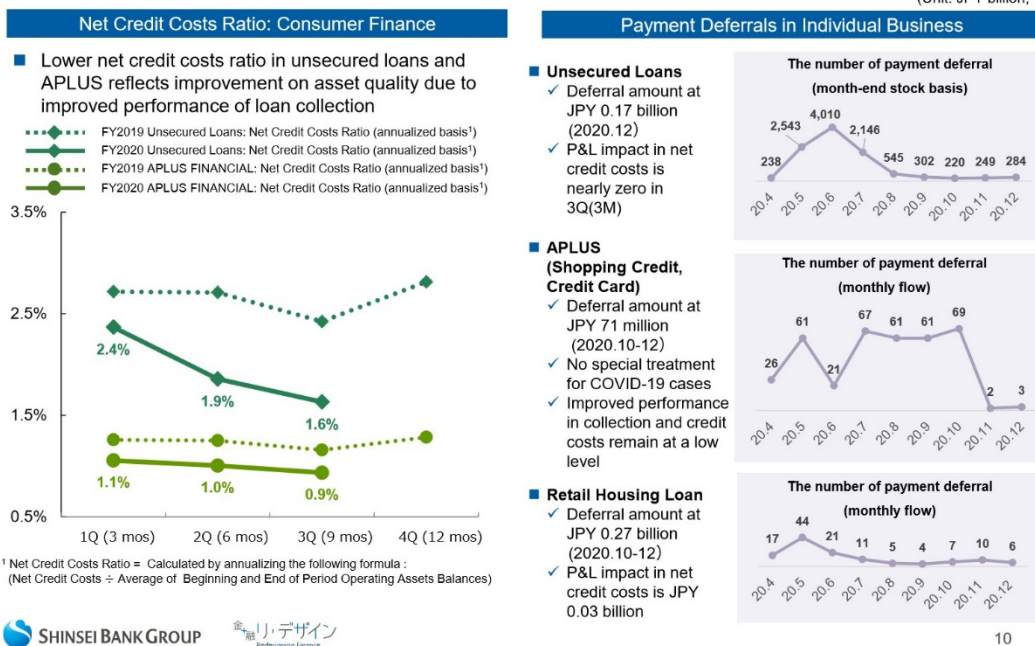 (Unit: JPY billion,
Net Credit Costs Ratio: Consumer Finance
Lower net credit costs ratio in unsecured loans and
APLUS reflects improvement on asset quality due to
improved performance of loan collection
FY2019 Unsecured Loans: Net Credit Costs Ratio (annualized basis¹)
FY2020 Unsecured Loans: Net Credit Costs Ratio (annualized basis¹)
FY2019 APLUS FINANCIAL: Net Credit Costs Ratio (annualized basis¹)
FY2020 APLUS FINANCIAL: Net Credit Costs Ratio (annualized basis¹)
3.5%
2.5%
1.5%
0.5%
2.4%
1.9%
1.6%
1.1%
1.0%
0.9%
1Q (3 mos)
2Q (6 mos)
3Q (9 mos)
4Q (12 mos)
¹ Net Credit Costs Ratio = Calculated by annualizing the following formula :
(Net Credit Costs ÷ Average of Beginning and End of Period Operating Assets Balances)
Payment Deferrals in Individual Business
Unsecured Loans
✓ Deferral amount at
JPY 0.17 billion
(2020.12)
✓ P&L impact in net
credit costs is
nearly zero in
3Q(3M)
The number of payment deferral
(month-end stock basis)
238
2,543
4,010
2,146
545
302
220
249
284
20.4
20.5
20.6
20.7
20.8
20.9
20.10
20.11
20.12
APLUS
(Shopping Credit,
Credit Card)
✓ Deferral amount at
JPY 71 million
(2020.10-12)
✓ No special treatment
for COVID-19 cases
✓ Improved performance
in collection and credit
costs remain at a low
level
The number of payment deferral
(monthly flow)
26
61
21
67
61
61
69
2
3
20.4
20.5
20.6
20.7
20.8
20.9
20.10
20.11
20.12
Retail Housing Loan
✓ Deferral amount at
JPY 0.27 billion
(2020.10-12)
✓ P&L impact in net
credit costs is JPY
0.03 billion
The number of payment deferral
(monthly flow)
17
44
21
11
5
4
7
10
6
20.4
20.5
20.6
20.7
20.8
20.9
20.10
20.11
20.12
SHINSEI BANK GROUP
金融リ・デザイン
Redesigning Finance
10